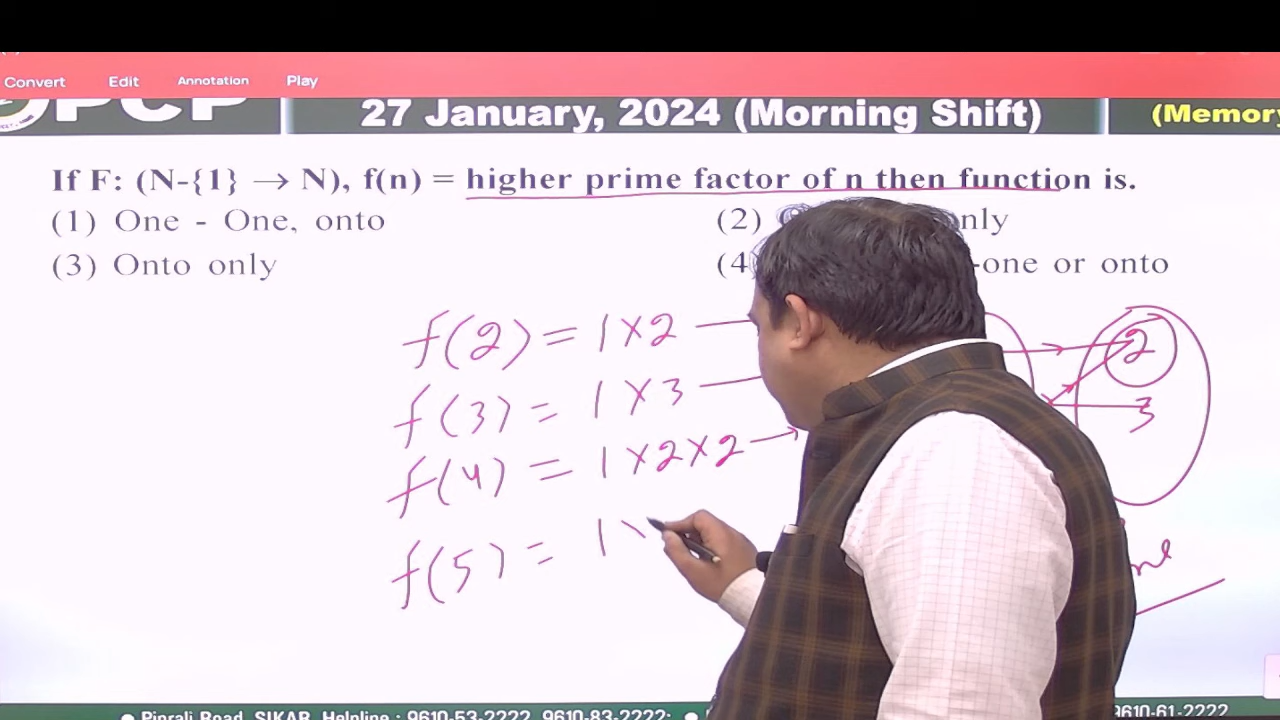 Convert Edit Annotation Play
PCP 27 January, 2024 (Morning Shift) (Memory
If F: (N-{1} → N), f(n) = higher prime factor of n then function is.
(1) One - One, onto (2) only
(3) Onto only (4) -one or onto
f(2) = 1 × 2 2
f(3) = 1 × 3 3
f(4) = 1 × 2 × 2
f(5) = 1 ×
Piprali Road, SIKAR. Helpline : 9610-53-2222, 9610-83-2222; 9610-61-2222